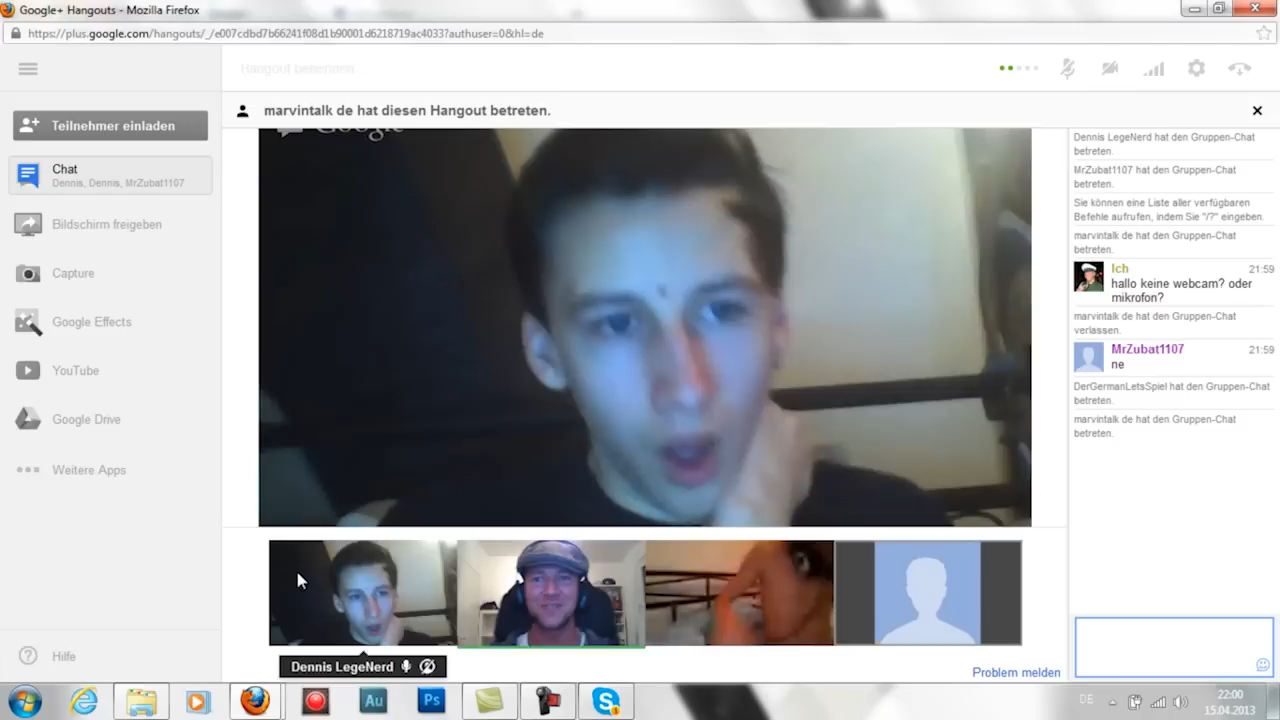 Google+ Hangouts - Mozilla Firefox
https://plus.google.com/hangouts/_/e007cdbd7b66241f08d1b90001d6218719ac4033?authuser=0&hl=de
Hangout benennen
marvintalk de hat diesen Hangout betreten.
Teilnehmer einladen
Chat
Dennis, Dennis, MrZubat1107
Bildschirm freigeben
Capture
Google Effects
YouTube
Google Drive
Weitere Apps
Hilfe
Google
Dennis LegeNerd
Problem melden
Dennis LegeNerd hat den Gruppen-Chat
betreten.
MrZubat1107 hat den Gruppen-Chat
betreten.
Sie können eine Liste aller verfügbaren
Befehle aufrufen, indem Sie "/?" eingeben.
marvintalk de hat den Gruppen-Chat
betreten.
Ich 21:59
hallo keine webcam? oder
mikrofon?
marvintalk de hat den Gruppen-Chat
verlassen.
MrZubat1107 21:59
ne
DerGermanLetsSpiel hat den Gruppen-Chat
betreten.
marvintalk de hat den Gruppen-Chat
betreten.
Au
Ps
DE
22:00
15.04.2013